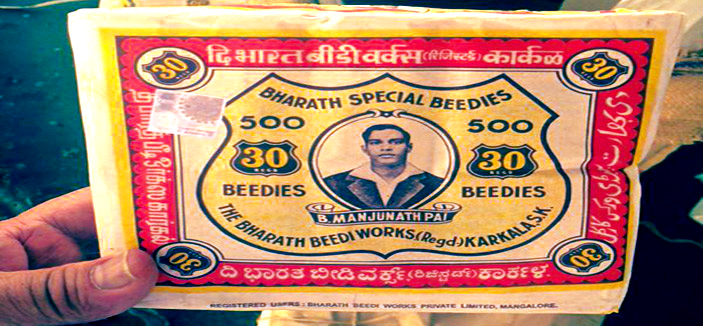 दि भारत बीडी वर्क्स (रजिस्टर्ड) कार्कळ
30
30
BHARATH SPECIAL BEEDIES
500
500
30
30
BEEDIES
BEEDIES
B. MANJUNATH PAI
THE BHARATH BEEDI WORKS, (Regd.) KARKALA, S.K.
30
30
ದಿ ಭಾರತ ಬೀಡಿ ವರ್ಕ್ಸ್ (ರಿಜಿಸ್ಟರ್ಡ್) ಕಾರ್ಕಳ.
REGISTERED USERS: BHARATH BEEDI WORKS PRIVATE LIMITED, MANGALORE.